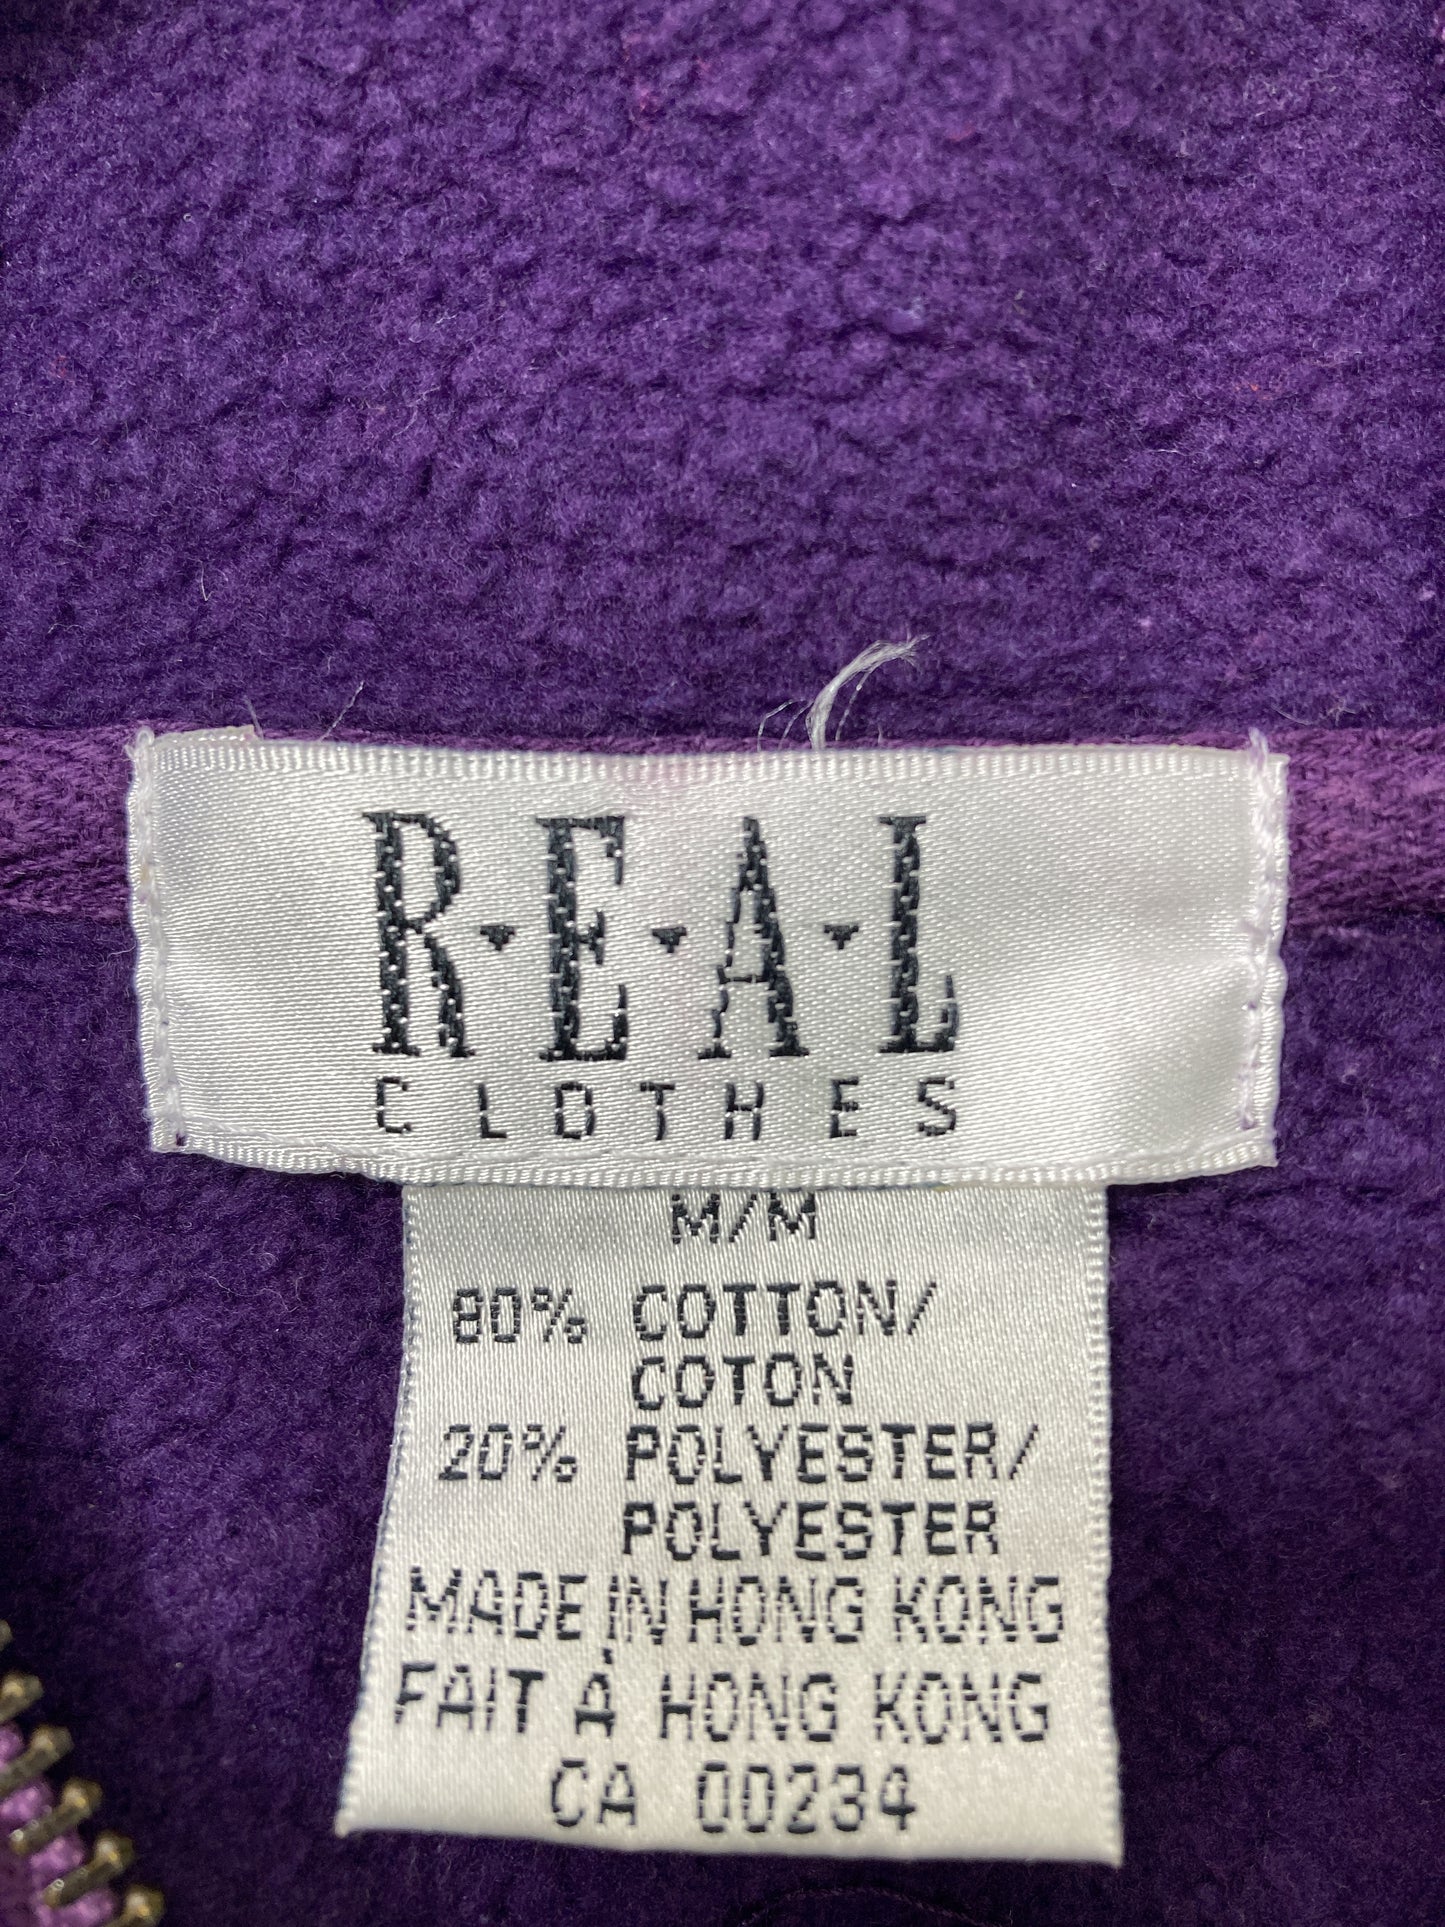 R·E·A·L
CLOTHES
M/M
80% COTTON/
COTON
20% POLYESTER/
POLYESTER
MADE IN HONG KONG
FAIT À HONG KONG
CA 00234